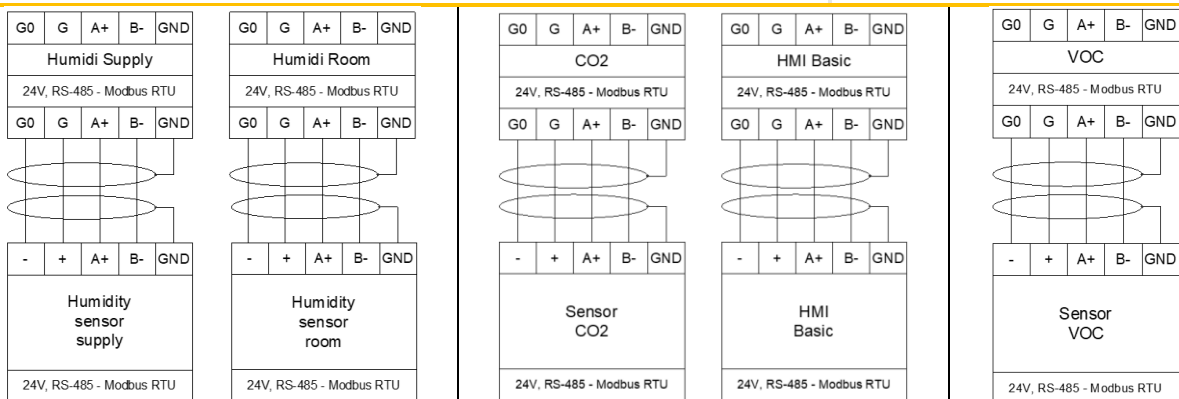 G0 G A+ B- GND
Humidi Supply
24V, RS-485 - Modbus RTU
G0 G A+ B- GND
- + A+ B- GND
Humidity
sensor
supply
24V, RS-485 - Modbus RTU
G0 G A+ B- GND
Humidi Room
24V, RS-485 - Modbus RTU
G0 G A+ B- GND
- + A+ B- GND
Humidity
sensor
room
24V, RS-485 - Modbus RTU
G0 G A+ B- GND
CO2
24V, RS-485 - Modbus RTU
G0 G A+ B- GND
- + A+ B- GND
Sensor
CO2
24V, RS-485 - Modbus RTU
G0 G A+ B- GND
HMI Basic
24V, RS-485 - Modbus RTU
G0 G A+ B- GND
- + A+ B- GND
HMI
Basic
24V, RS-485 - Modbus RTU
G0 G A+ B- GND
VOC
24V, RS-485 - Modbus RTU
G0 G A+ B- GND
- + A+ B- GND
Sensor
VOC
24V, RS-485 - Modbus RTU